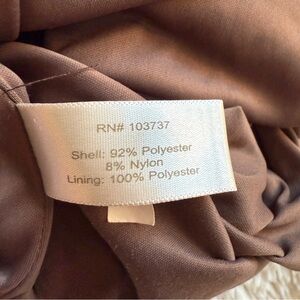 RN# 103737
Shell: 92% Polyester
8% Nylon
Lining: 100% Polyester